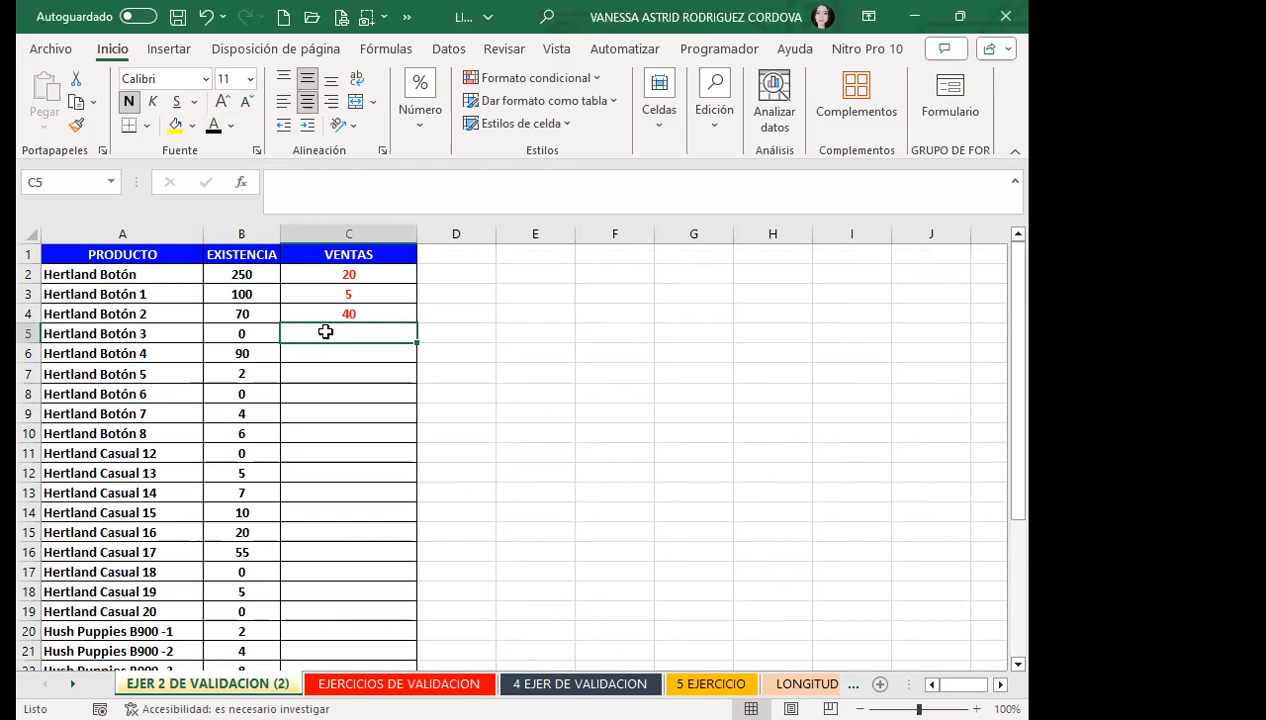 Autoguardado
LI...
VANESSA ASTRID RODRIGUEZ CORDOVA
Archivo Inicio Insertar Disposición de página Fórmulas Datos Revisar Vista Automatizar Programador Ayuda Nitro Pro 10
Pegar
Portapapeles
Calibri 11
N K S A A
A
Fuente
ab
Alineación
%
Número
Formato condicional
Dar formato como tabla
Estilos de celda
Estilos
Celdas
Edición
Analizar
datos
Análisis
Complementos
Complementos
Formulario
GRUPO DE FOR
C5
fx
A B C D E F G H I J
1 PRODUCTO EXISTENCIA VENTAS
2 Hertland Botón 250 20
3 Hertland Botón 1 100 5
4 Hertland Botón 2 70 40
5 Hertland Botón 3 0
6 Hertland Botón 4 90
7 Hertland Botón 5 2
8 Hertland Botón 6 0
9 Hertland Botón 7 4
10 Hertland Botón 8 6
11 Hertland Casual 12 0
12 Hertland Casual 13 5
13 Hertland Casual 14 7
14 Hertland Casual 15 10
15 Hertland Casual 16 20
16 Hertland Casual 17 55
17 Hertland Casual 18 0
18 Hertland Casual 19 5
19 Hertland Casual 20 0
20 Hush Puppies B900 -1 2
21 Hush Puppies B900 -2 4
22 Hush Puppies B900 -3 8
EJER 2 DE VALIDACION (2) EJERCICIOS DE VALIDACION 4 EJER DE VALIDACION 5 EJERCICIO LONGITUD ...
Listo Accesibilidad: es necesario investigar 100%